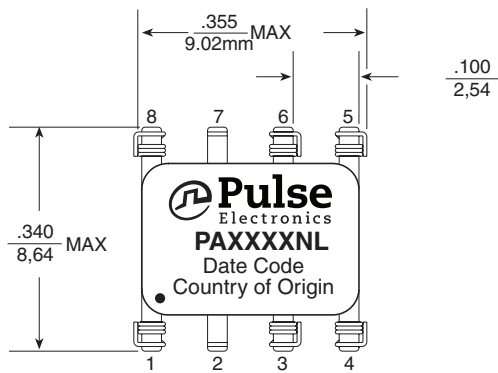 .355
9.02mm MAX
.100
2,54
8 7 6 5
.340
8,64 MAX
Pulse
Electronics
PAXXXXNL
Date Code
Country of Origin
1 2 3 4